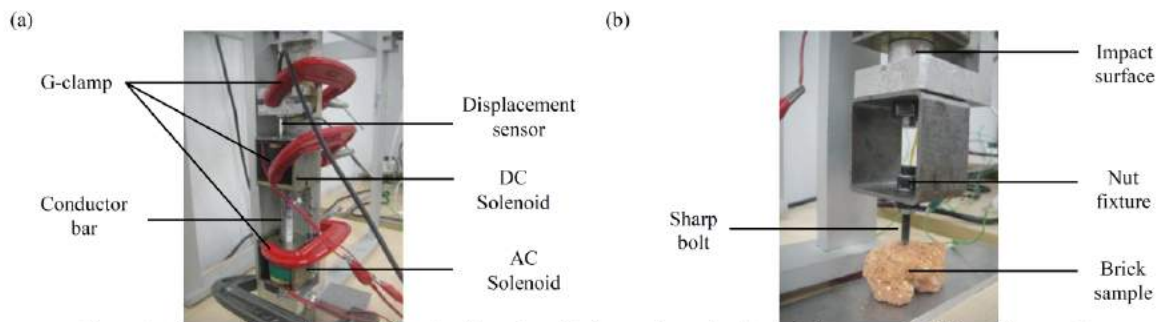 (a)
G-clamp
Displacement
sensor
DC
Solenoid
Conductor
bar
AC
Solenoid
(b)
Impact
surface
Nut
fixture
Sharp
bolt
Brick
sample